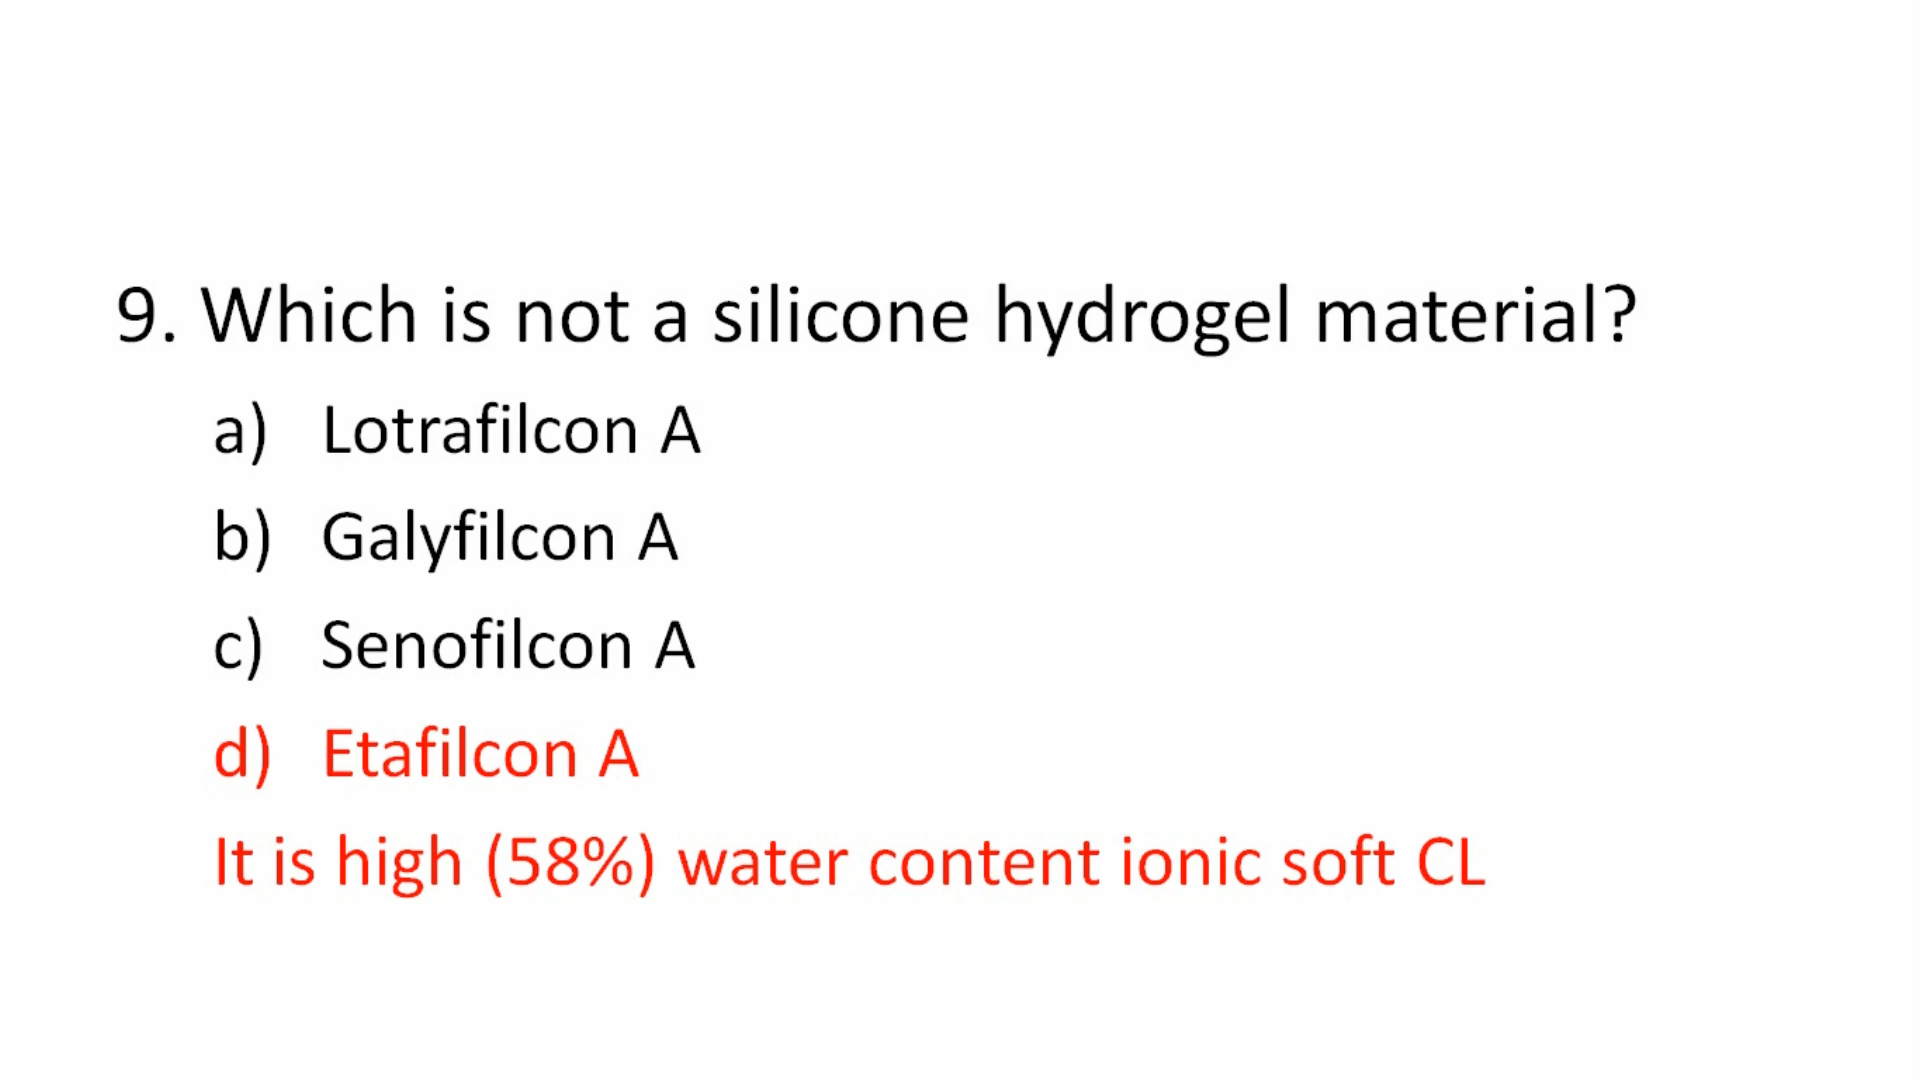 9. Which is not a silicone hydrogel material?
a) Lotrafilcon A
b) Galyfilcon A
c) Senofilcon A
d) Etafilcon A
It is high (58%) water content ionic soft CL